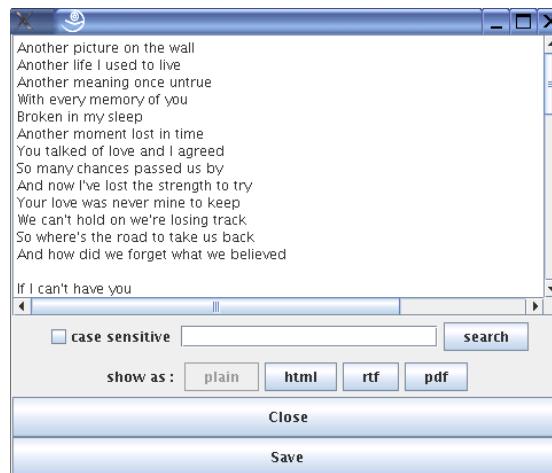 Another picture on the wall
Another life I used to live
Another meaning once untrue
With every memory of you
Broken in my sleep
Another moment lost in time
You talked of love and I agreed
So many chances passed us by
And now I've lost the strength to try
Your love was never mine to keep
We can't hold on we're losing track
So where's the road to take us back
And how did we forget what we believed
If I can't have you
case sensitive search
show as : plain html rtf pdf
Close
Save